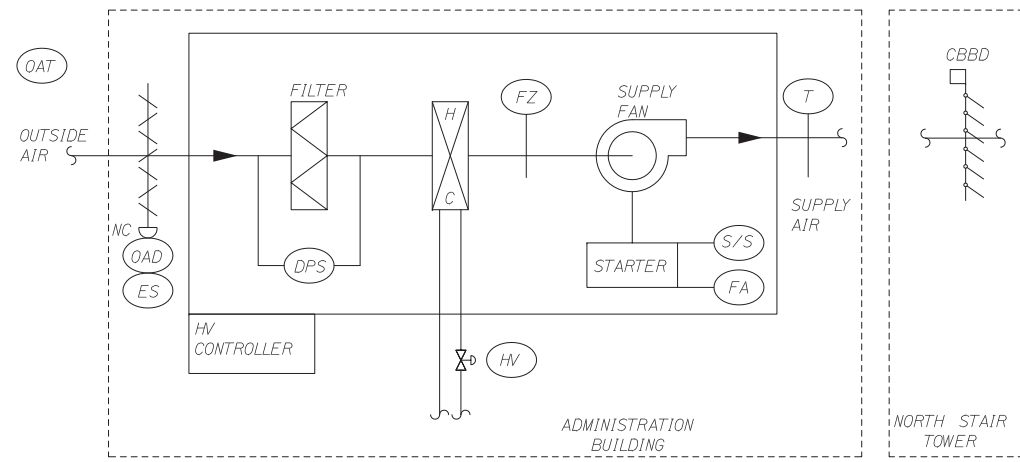 OAT
OUTSIDE
AIR
NC
OAD
ES
FILTER
DPS
HV
CONTROLLER
H
C
HV
FZ
SUPPLY
FAN
STARTER
S/S
FA
T
SUPPLY
AIR
ADMINISTRATION
BUILDING
CBBD
NORTH STAIR
TOWER